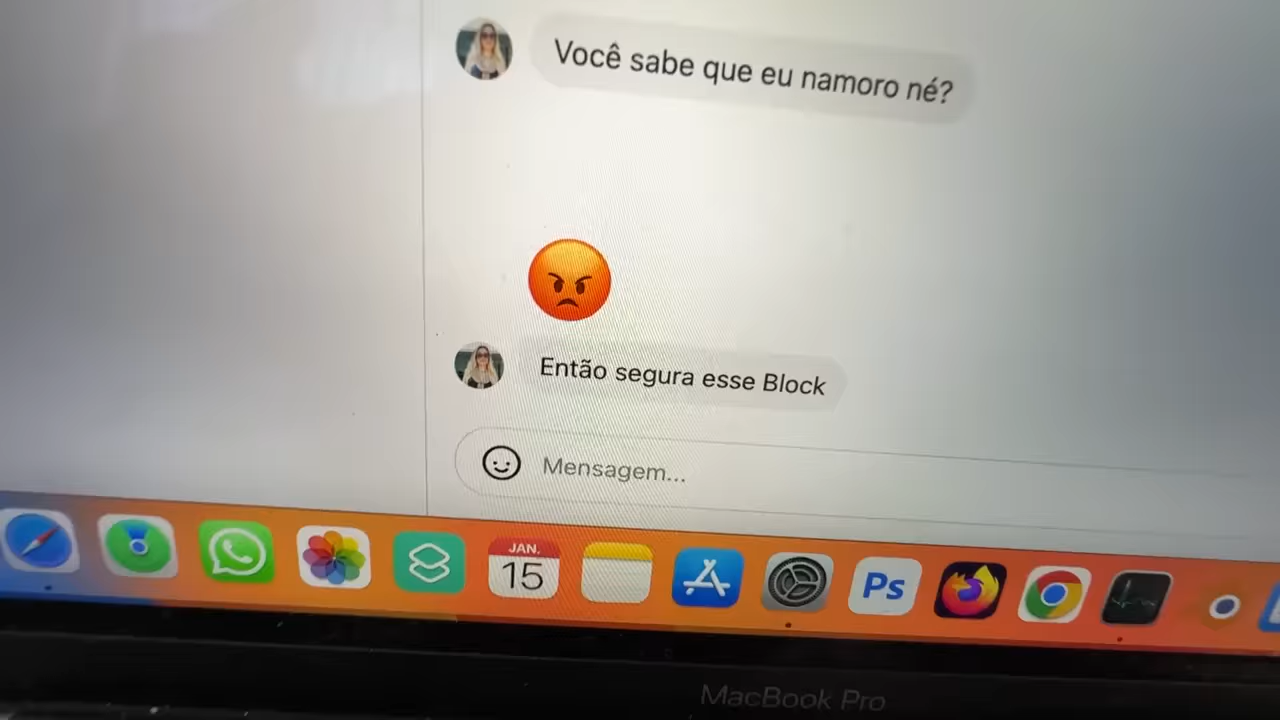 Você sabe que eu namoro né?
Então segura esse Block
Mensagem...
JAN.
15
Ps
MacBook Pro